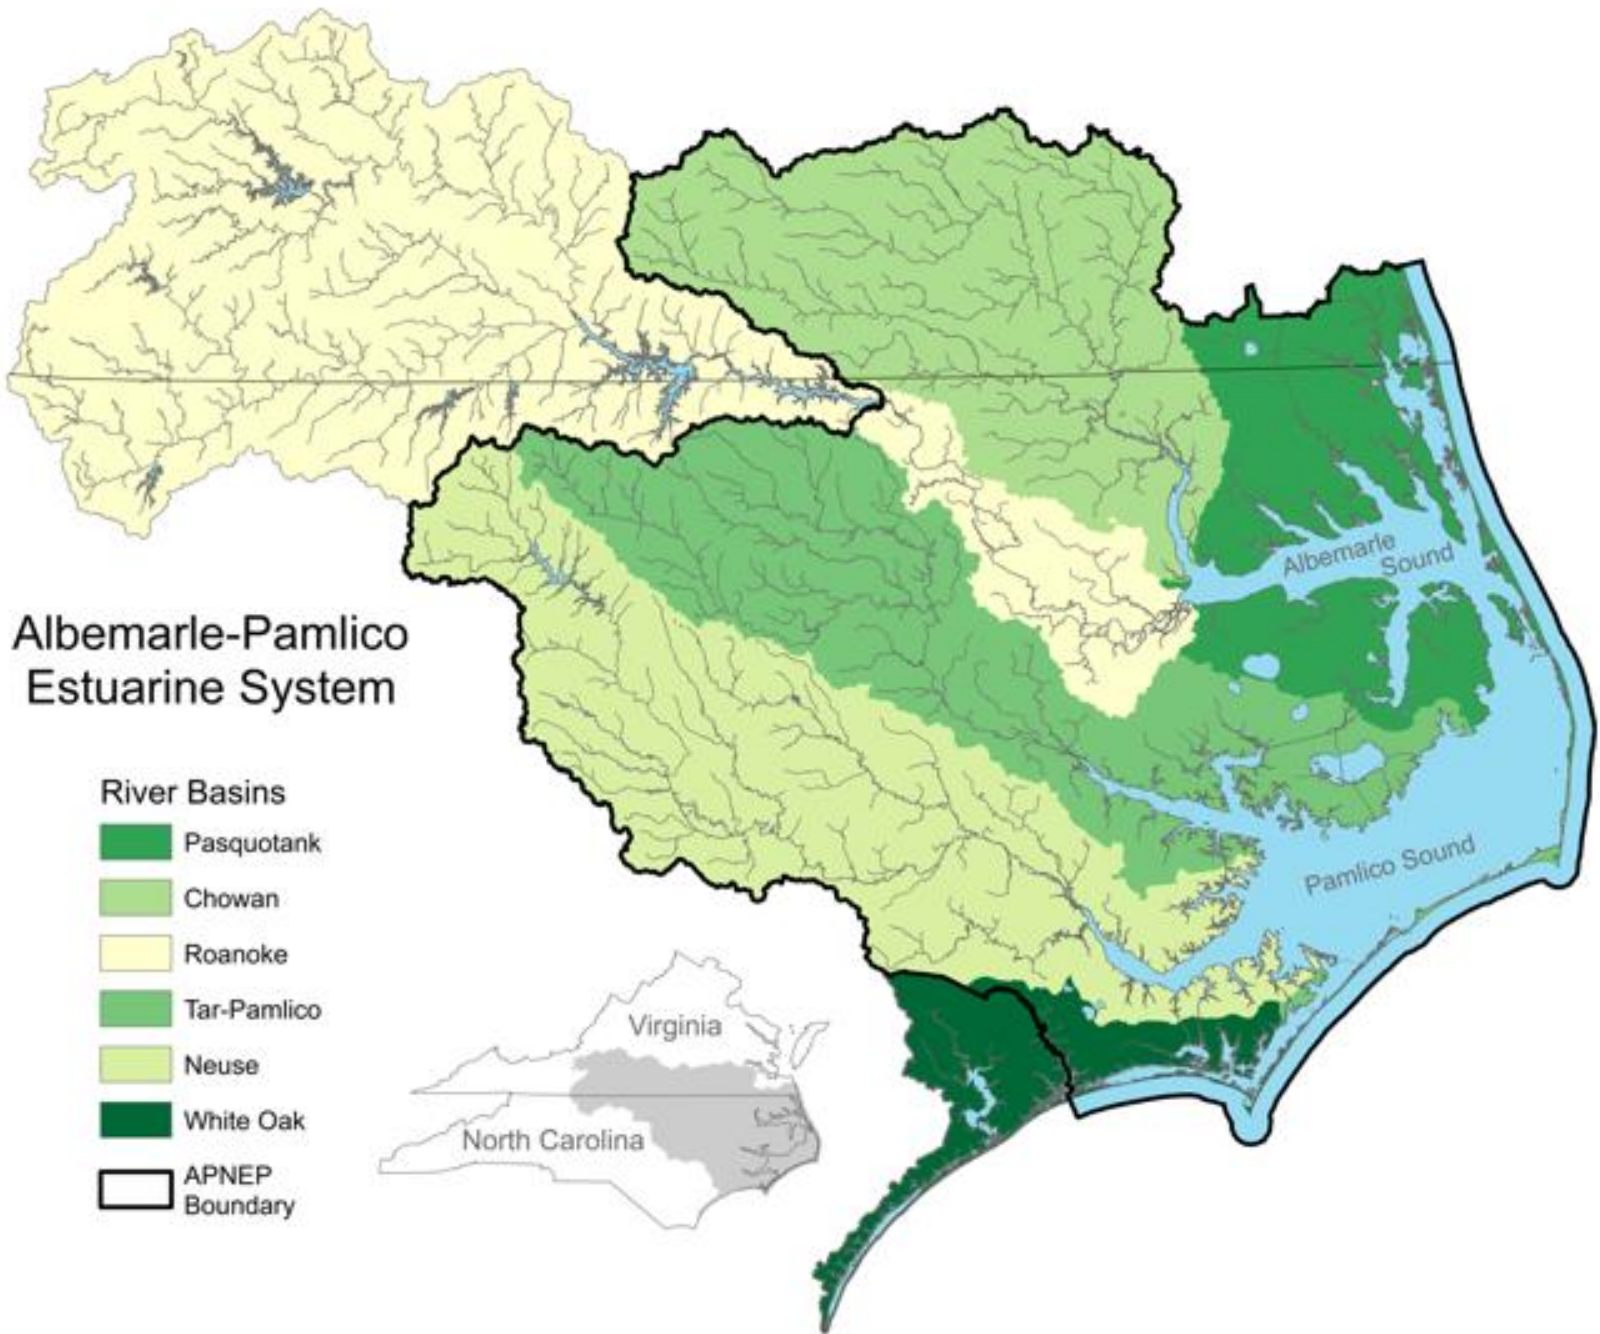 Albemarle
Sound
Albemarle-Pamlico
Estuarine System
River Basins
Pasquotank
Chowan
Roanoke
Tar-Pamlico
Neuse
White Oak
APNEP
Boundary
Pamlico Sound
Virginia
North Carolina